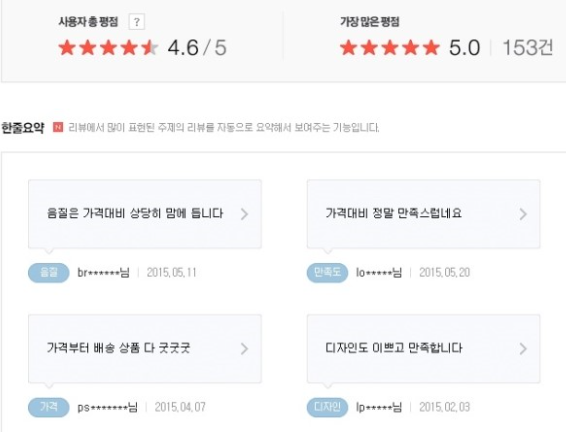 사용자 총 평점 ?
4.6 / 5
가장 많은 평점
5.0 | 153건
한줄요약 N 리뷰에서 많이 표현된 주제의 리뷰를 자동으로 요약해서 보여주는 기능입니다.
음질은 가격대비 상당히 맘에 듭니다
음질 br******님 | 2015.05.11
가격대비 정말 만족스럽네요
만족도 lo*****님 | 2015.05.20
가격부터 배송 상품 다 굿굿굿
가격 ps*******님 | 2015.04.07
디자인도 이쁘고 만족합니다
디자인 lp*****님 | 2015.02.03